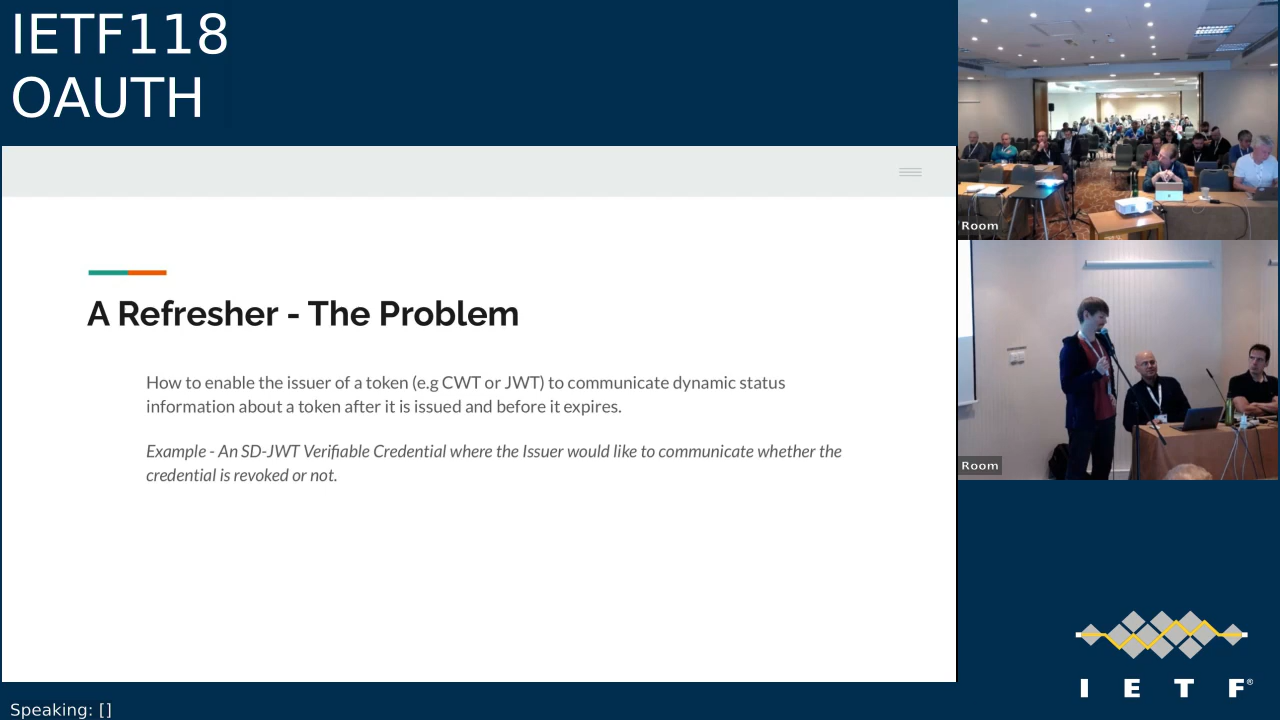 IETF118
OAUTH
A Refresher - The Problem
How to enable the issuer of a token (e.g CWT or JWT) to communicate dynamic status
information about a token after it is issued and before it expires.
Example - An SD-JWT Verifiable Credential where the Issuer would like to communicate whether the
credential is revoked or not.
Room
Room
I E T F®
Speaking: []